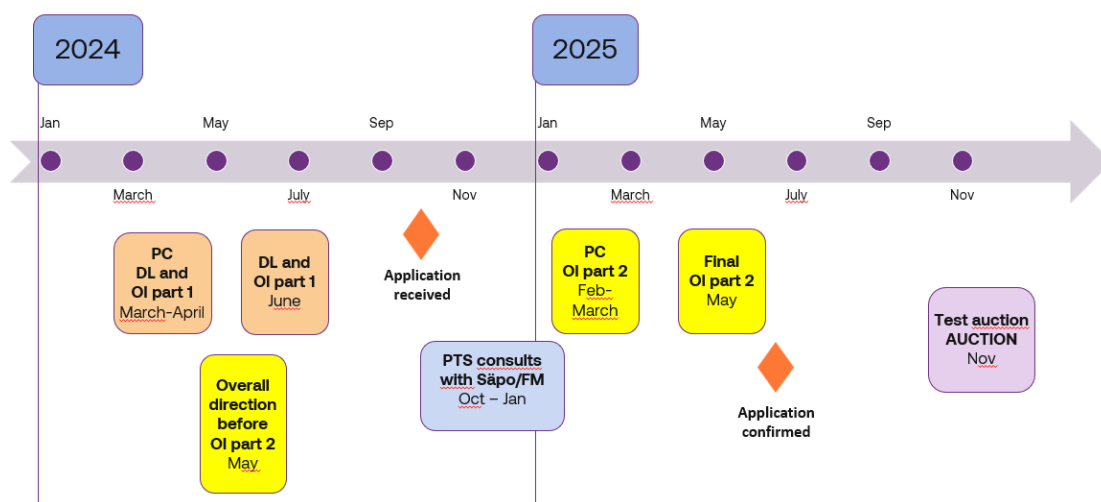 2024
2025
Jan
May
Sep
Jan
May
Sep
March
July
Nov
March
July
Nov
PC
DL and
OI part 1
March-April
DL and
OI part 1
June
Application
received
PC
OI part 2
Feb-
March
Final
OI part 2
May
Test auction
AUCTION
Nov
Overall
direction
before
OI part 2
May
PTS consults
with Säpo/FM
Oct – Jan
Application
confirmed